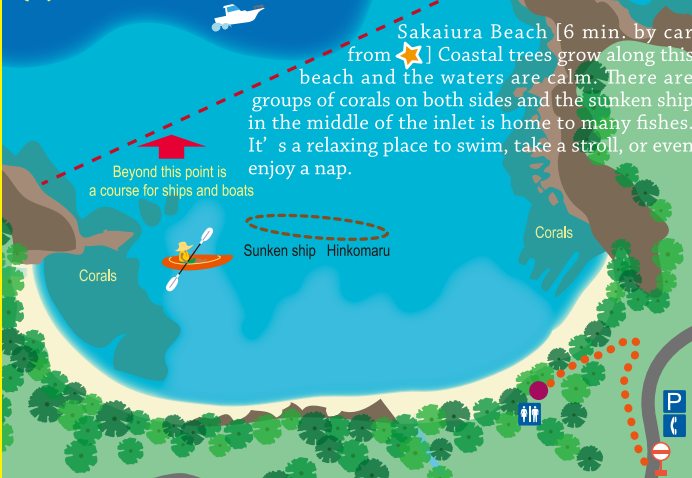 Sakaiura Beach [6 min. by car
from ] Coastal trees grow along this
beach and the waters are calm. There are
groups of corals on both sides and the sunken ship
in the middle of the inlet is home to many fishes.
It’ s a relaxing place to swim, take a stroll, or even
enjoy a nap.
Beyond this point is
a course for ships and boats
Sunken ship Hinkomaru
Corals
Corals
P